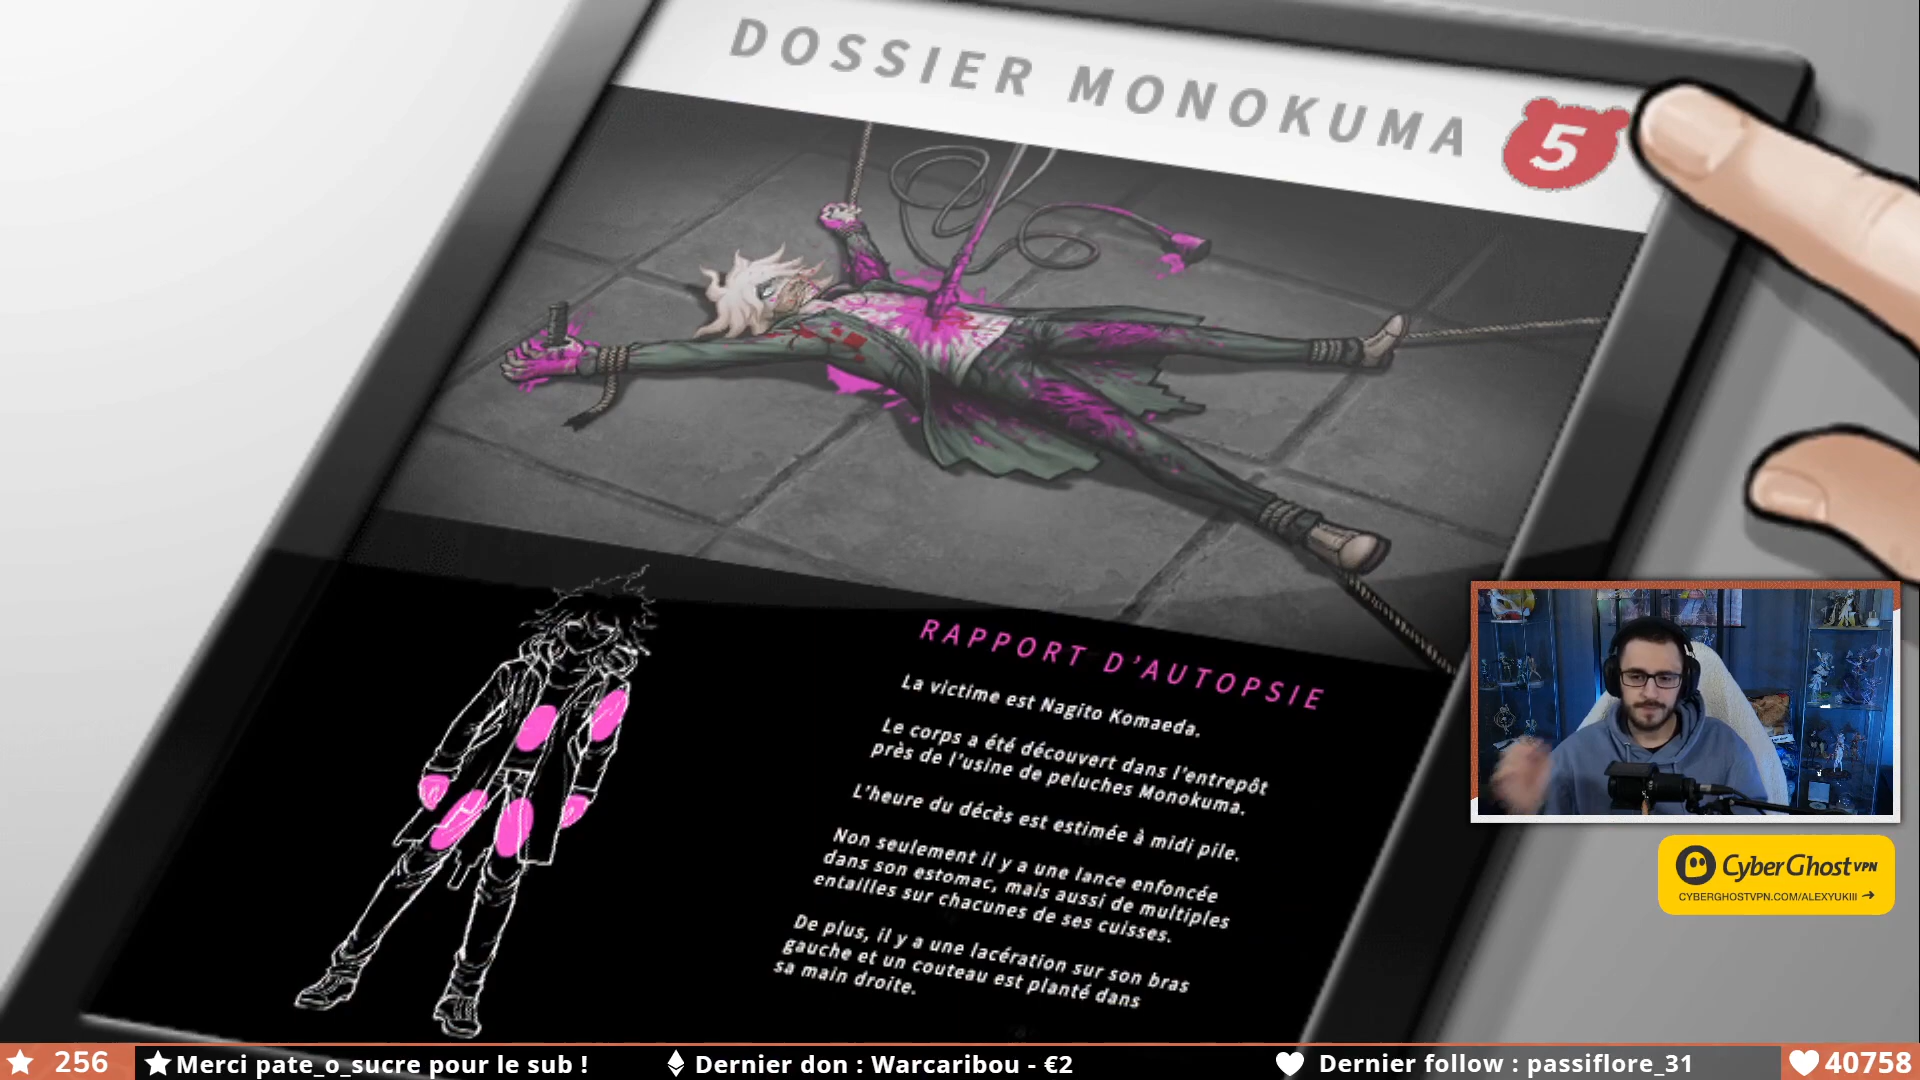 DOSSIER MONOKUMA 5
RAPPORT D'AUTOPSIE
La victime est Nagito Komaeda.
Le corps a été découvert dans l'entrepôt
près de l'usine de peluches Monokuma.
L'heure du décès est estimée à midi pile.
Non seulement il y a une lance enfoncée
dans son estomac, mais aussi de multiples
entailles sur chacunes de ses cuisses.
De plus, il y a une lacération sur son bras
gauche et un couteau est planté dans
sa main droite.
CyberGhost VPN
CYBERGHOSTVPN.COM/ALEXYUKIII
256
Merci pate_o_sucre pour le sub !
Dernier don : Warcaribou - €2
Dernier follow : passiflore_31
40758